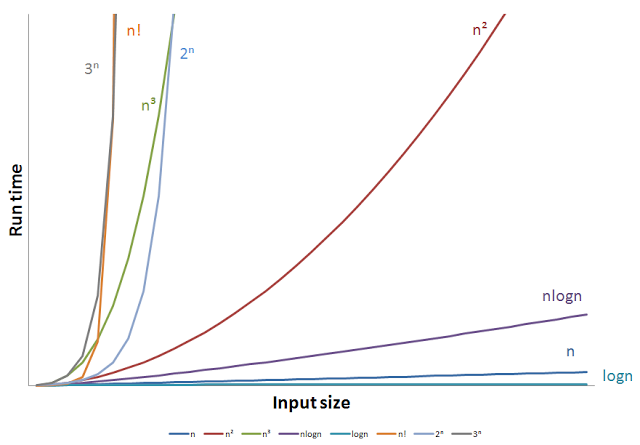 n!
n²
2ⁿ
3ⁿ
n³
Run time
nlogn
n
logn
Input size
n n² n³ nlogn logn n! 2ⁿ 3ⁿ